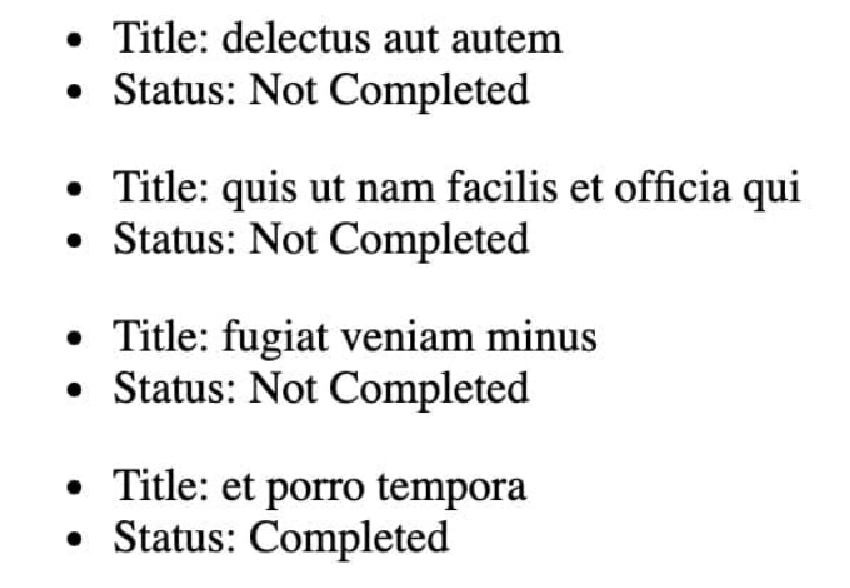 • Title: delectus aut autem
• Status: Not Completed
• Title: quis ut nam facilis et officia qui
• Status: Not Completed
• Title: fugiat veniam minus
• Status: Not Completed
• Title: et porro tempora
• Status: Completed